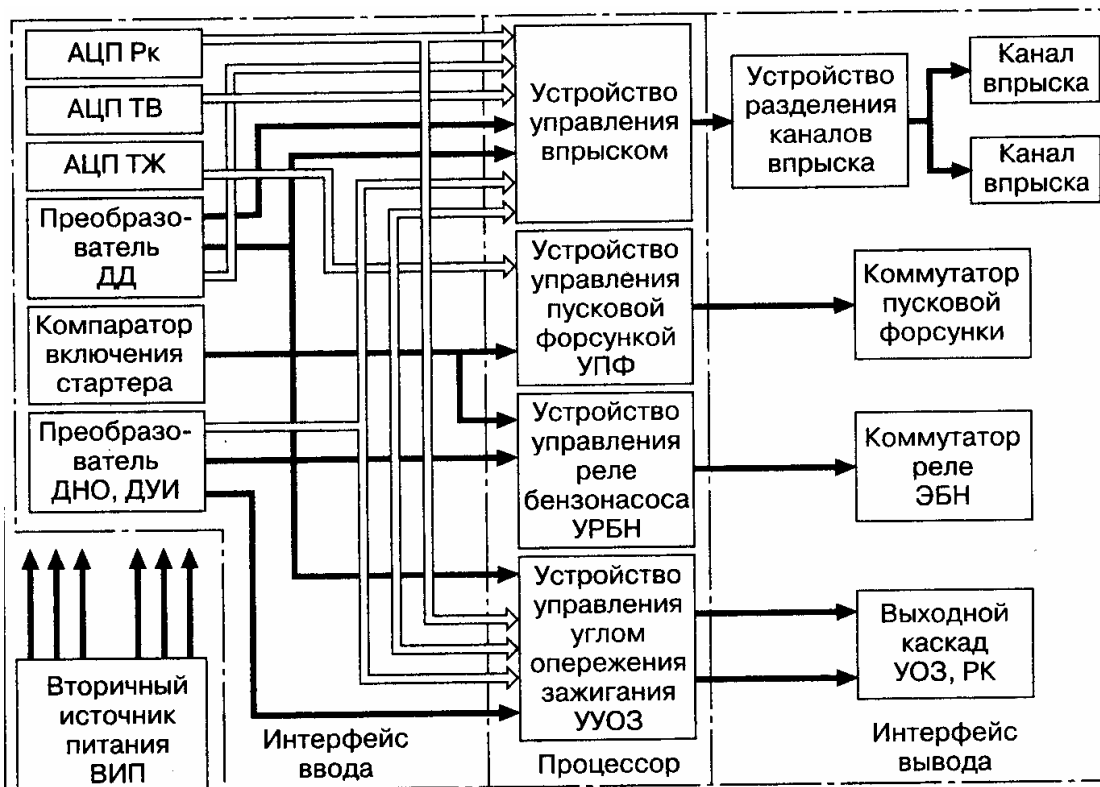 АЦП Рк
АЦП ТВ
АЦП ТЖ
Преобразо-
ватель
ДД
Компаратор
включения
стартера
Преобразо-
ватель
ДНО, ДУИ
Вторичный
источник
питания
ВИП
Интерфейс
ввода
Устройство
управления
впрыском
Устройство
управления
пусковой
форсункой
УПФ
Устройство
управления
реле
бензонасоса
УРБН
Устройство
управления
углом
опережения
зажигания
УУОЗ
Процессор
Устройство
разделения
каналов
впрыска
Канал
впрыска
Канал
впрыска
Коммутатор
пусковой
форсунки
Коммутатор
реле
ЭБН
Выходной
каскад
УОЗ, РК
Интерфейс
вывода